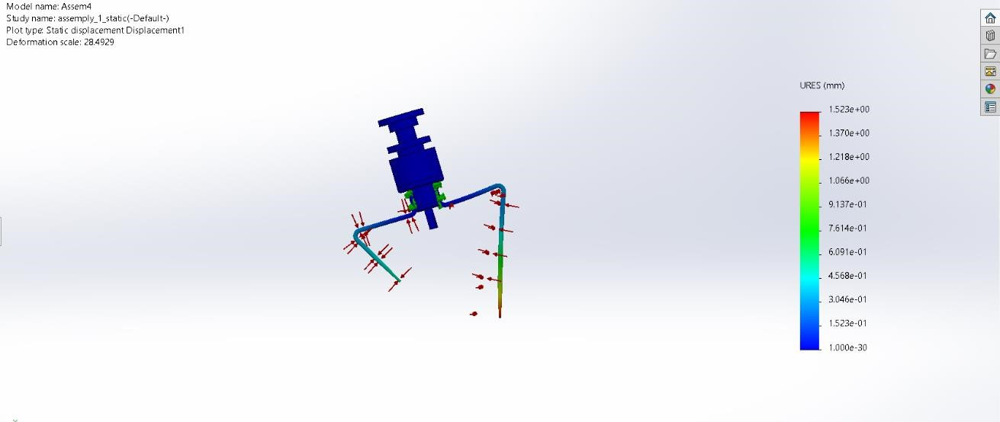 Model name: Assem4
Study name: assemply_1_static(-Default-)
Plot type: Static displacement Displacement1
Deformation scale: 28.4929
URES (mm)
1.523e+00
1.370e+00
1.218e+00
1.066e+00
9.137e-01
7.614e-01
6.091e-01
4.568e-01
3.046e-01
1.523e-01
1.000e-30